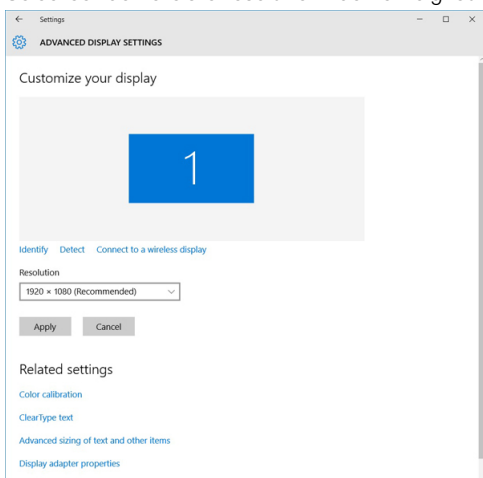 Settings
ADVANCED DISPLAY SETTINGS
Customize your display
1
Identify Detect Connect to a wireless display
Resolution
1920 × 1080 (Recommended)
Apply Cancel
Related settings
Color calibration
ClearType text
Advanced sizing of text and other items
Display adapter properties